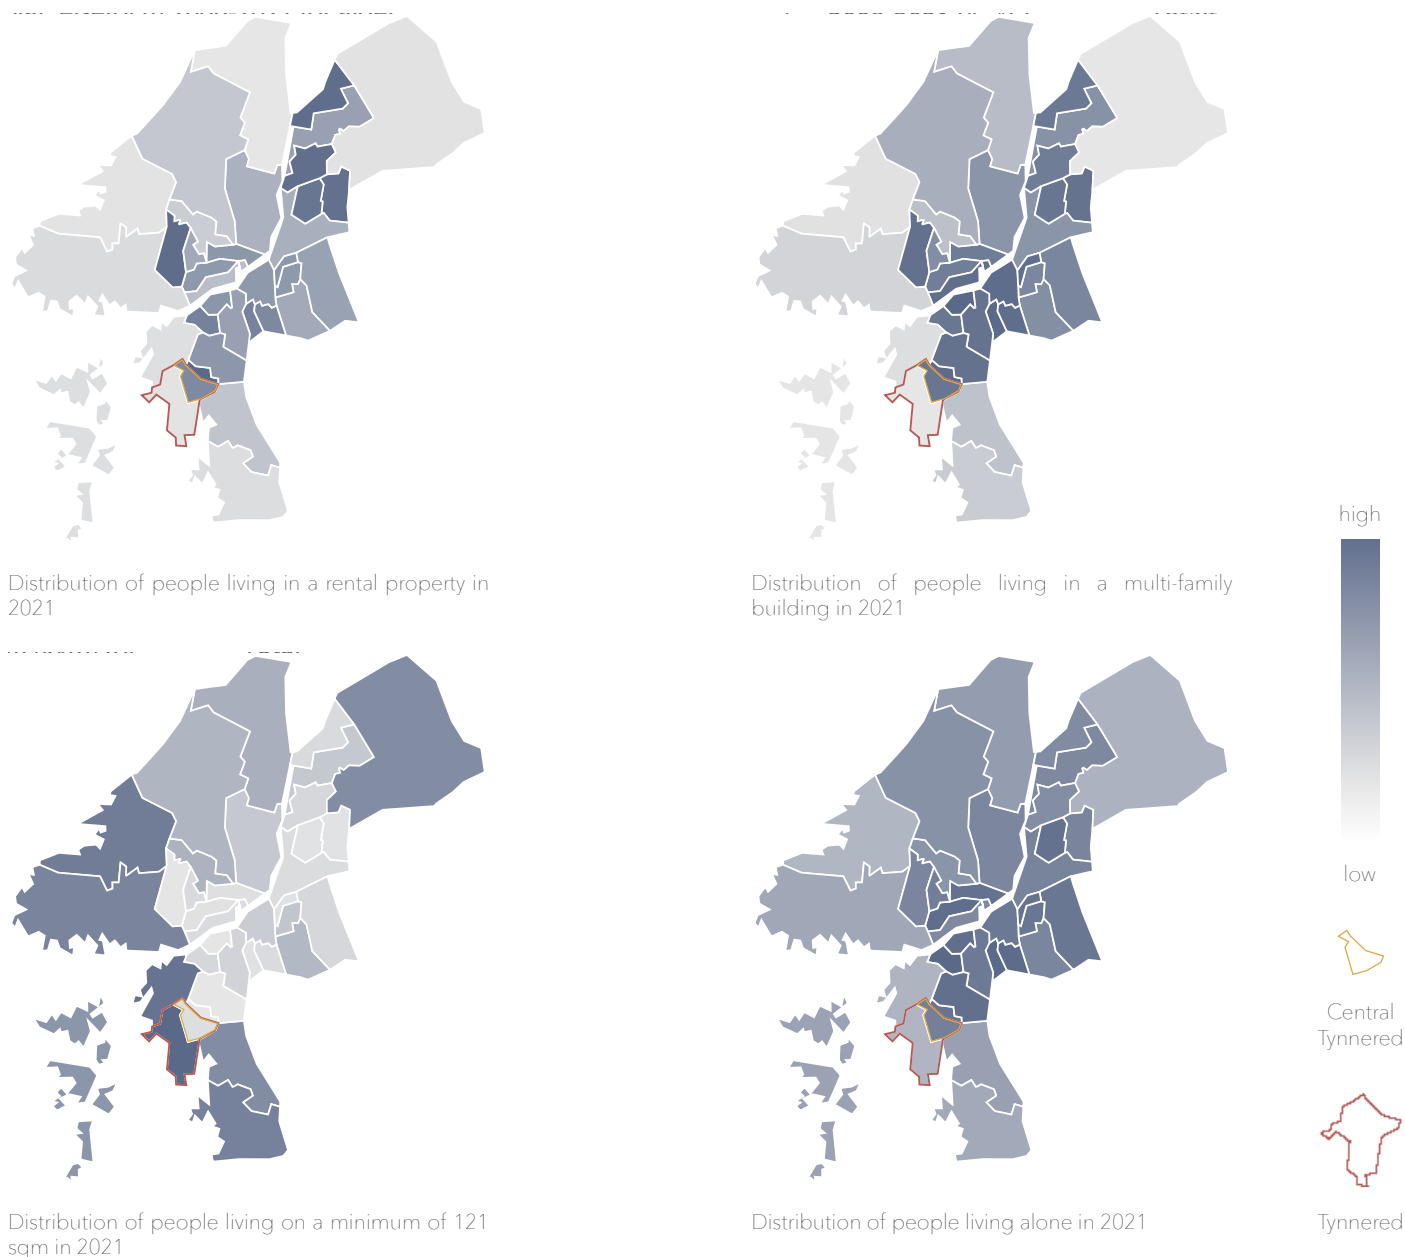 Distribution of people living in a rental property in
2021
Distribution of people living in a multi-family
building in 2021
high
low
Central
Tynnered
Tynnered
Distribution of people living on a minimum of 121
sqm in 2021
Distribution of people living alone in 2021